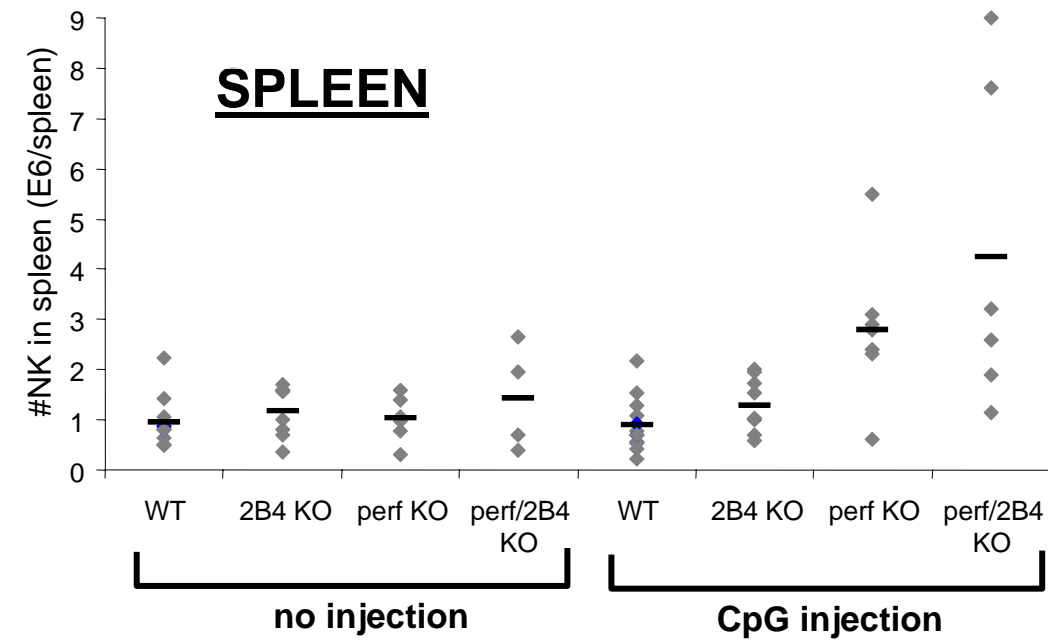 SPLEEN
#NK in spleen (E6/spleen)
9
8
7
6
5
4
3
2
1
0
WT 2B4 KO perf KO perf/2B4 KO WT 2B4 KO perf KO perf/2B4 KO
no injection CpG injection